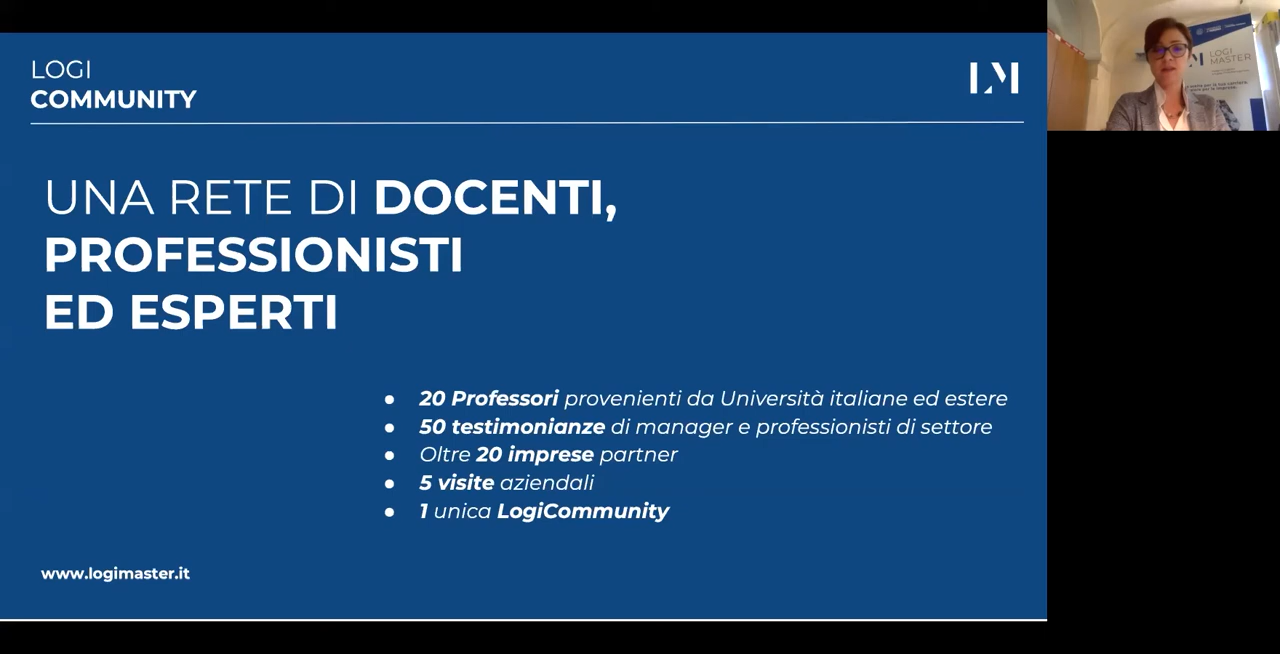 LOGI
COMMUNITY
LM
UNA RETE DI DOCENTI,
PROFESSIONISTI
ED ESPERTI
● 20 Professori provenienti da Università italiane ed estere
● 50 testimonianze di manager e professionisti di settore
● Oltre 20 imprese partner
● 5 visite aziendali
● 1 unica LogiCommunity
www.logimaster.it
LOGI
MASTER